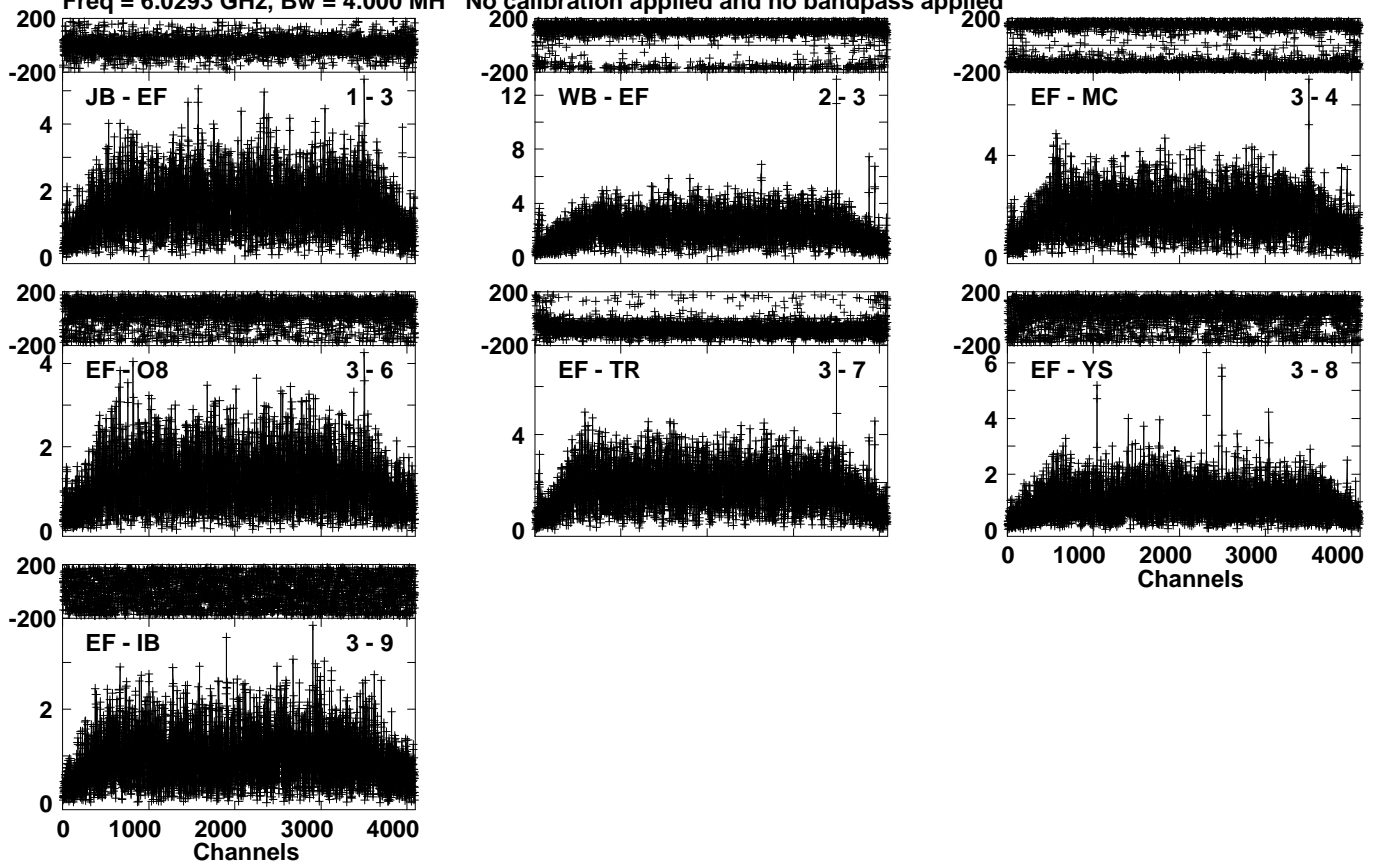 Freq = 6.0293 GHz, Bw = 4.000 MH No calibration applied and no bandpass applied
200
-200
JB - EF 1 - 3
4
2
0
200
-200
WB - EF 2 - 3
12
8
4
0
200
-200
EF - MC 3 - 4
4
0
200
-200
EF - O8 3 - 6
4
2
0
200
-200
EF - TR 3 - 7
4
0
200
-200
EF - YS 3 - 8
6
4
2
0
0 1000 2000 3000 4000
Channels
200
-200
EF - IB 3 - 9
2
0
0 1000 2000 3000 4000
Channels